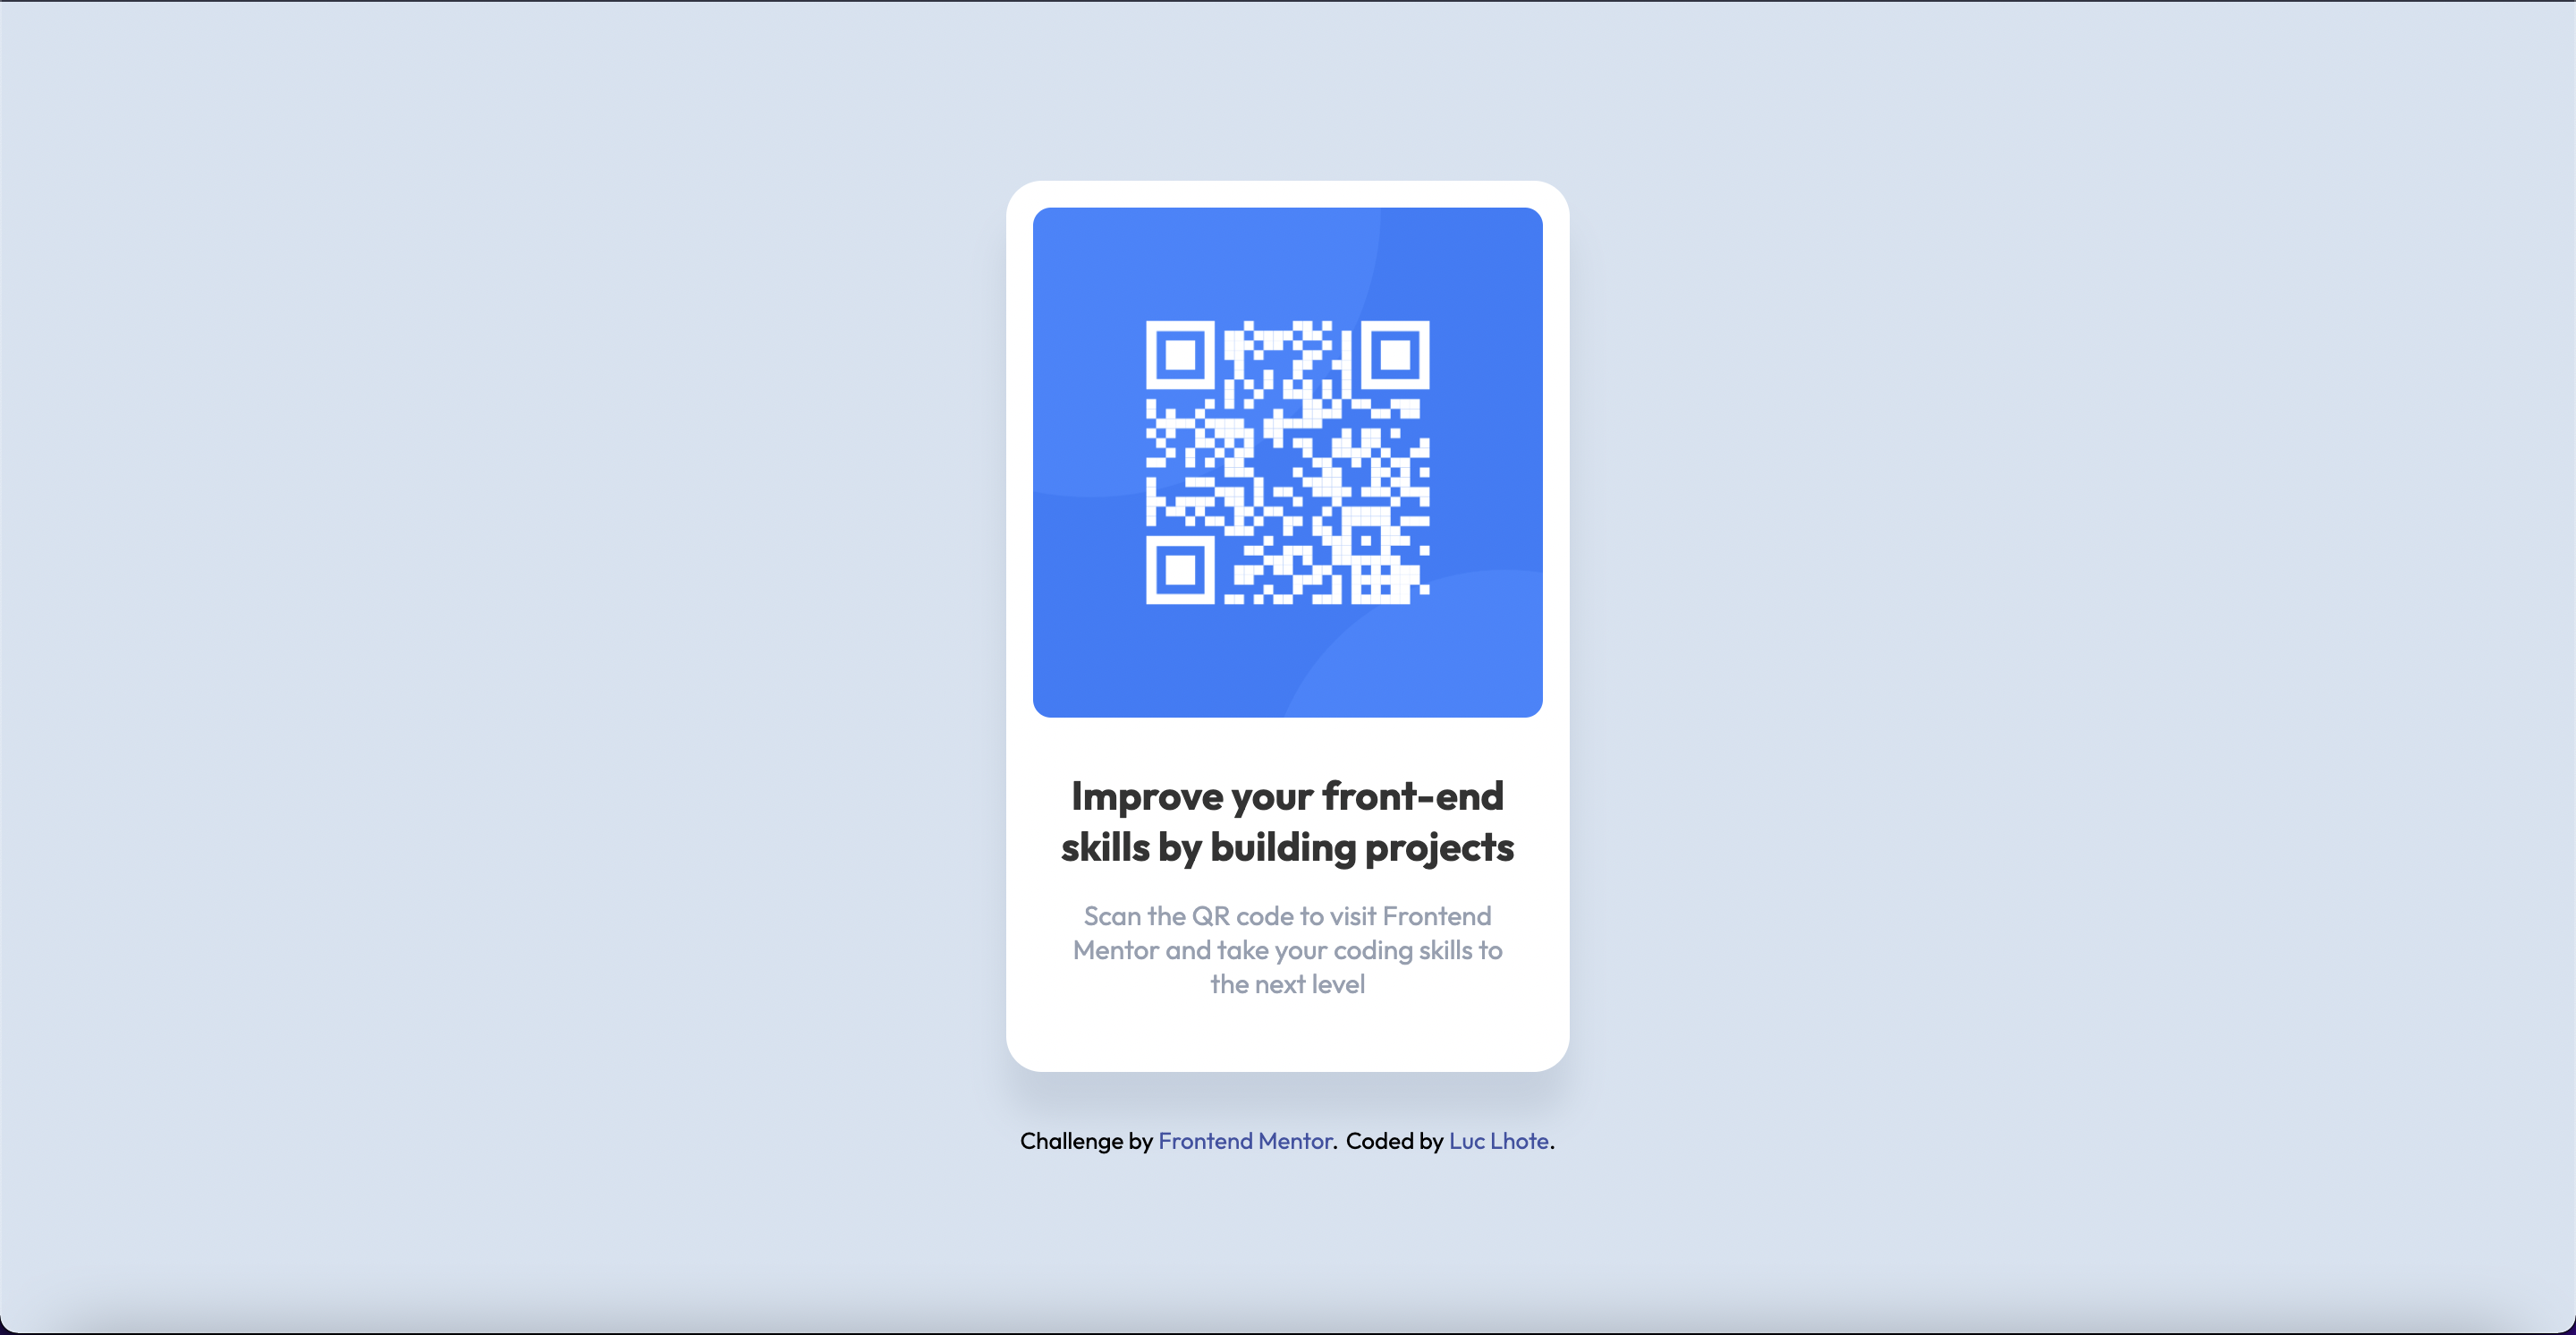 Improve your front-end
skills by building projects
Scan the QR code to visit Frontend
Mentor and take your coding skills to
the next level
Challenge by Frontend Mentor. Coded by Luc Lhote.